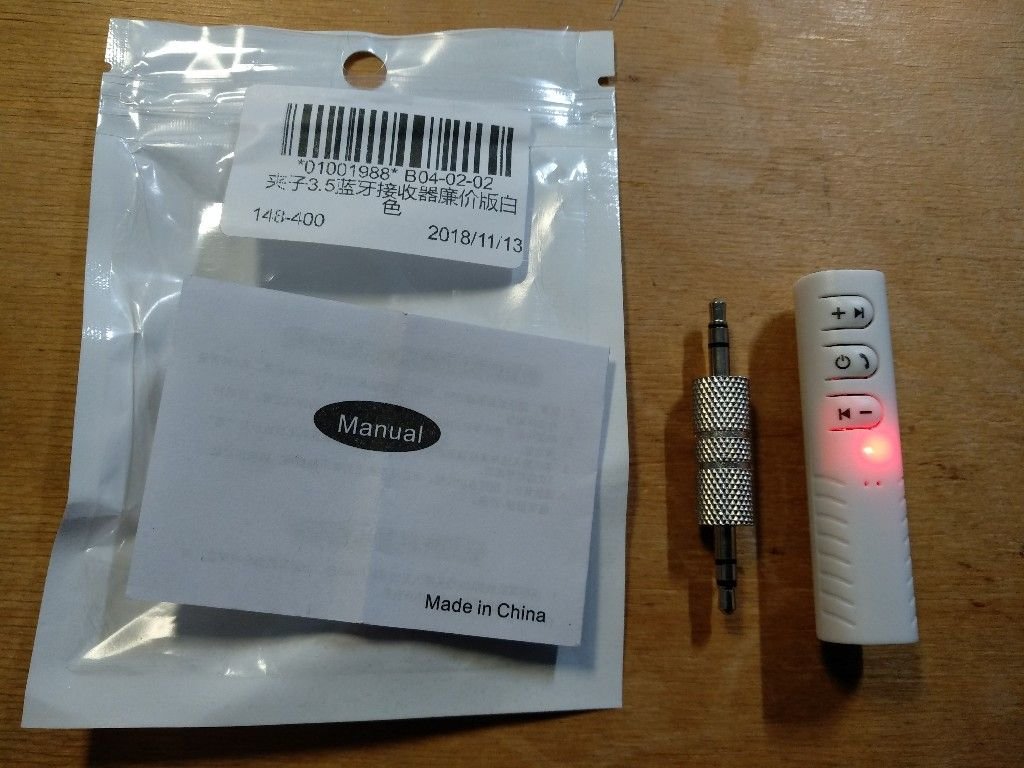 *01001988* B04-02-02
夹子3.5蓝牙接收器廉价版白
色
148-400
2018/11/13
Manual
Made in China
+
-